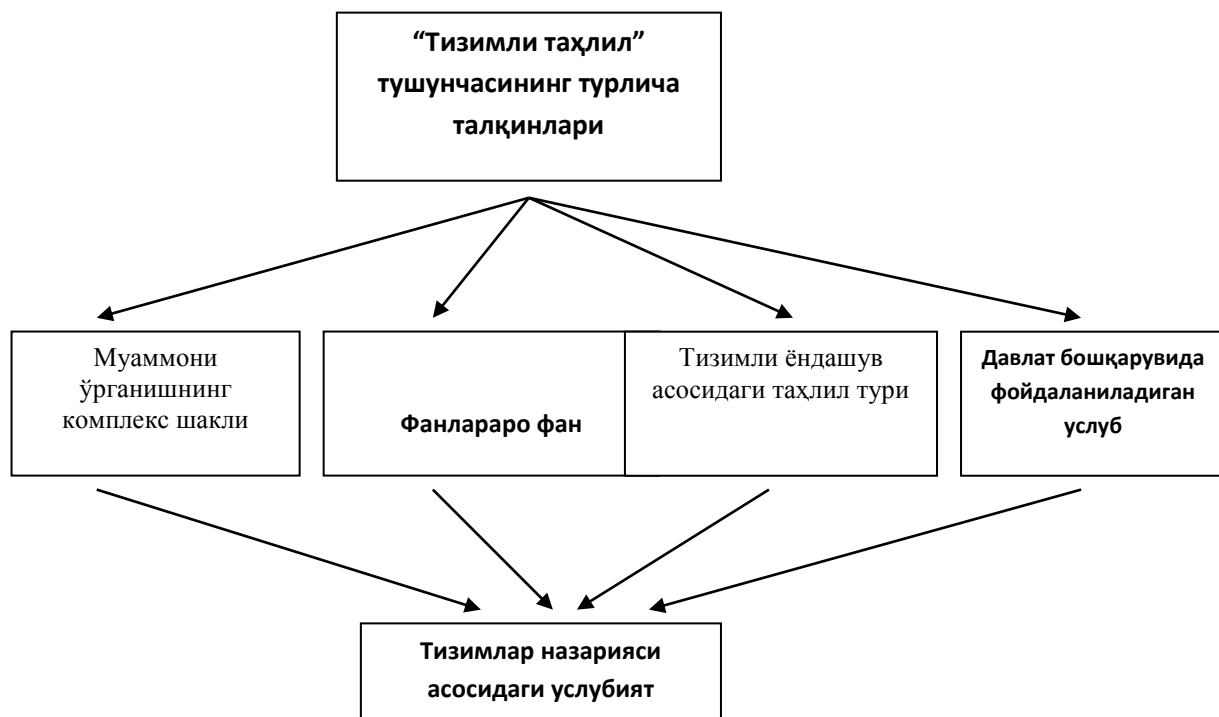 “Тизимли таҳлил”
тушунчасининг турлича
талқинлари
Муаммони
ўрганишнинг
комплекс шакли
Фанлараро фан
Тизимли ёндашув
асосидаги таҳлил тури
Давлат бошқарувида
фойдаланиладиган
услуб
Тизимлар назарияси
асосидаги услубият